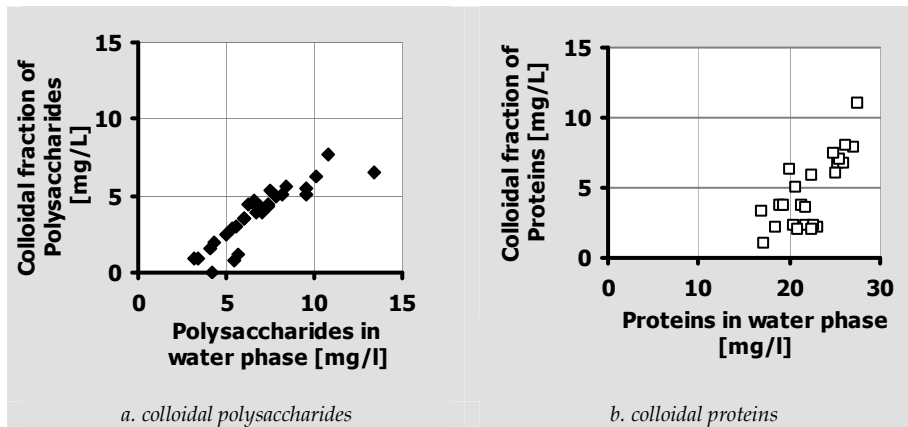 Colloidal fraction of
Polysaccharides
[mg/L]
15
10
5
0
0 5 10 15
Polysaccharides in
water phase [mg/l]
a. colloidal polysaccharides
Colloidal fraction of
Proteins [mg/L]
15
10
5
0
0 10 20 30
Proteins in water phase
[mg/l]
b. colloidal proteins